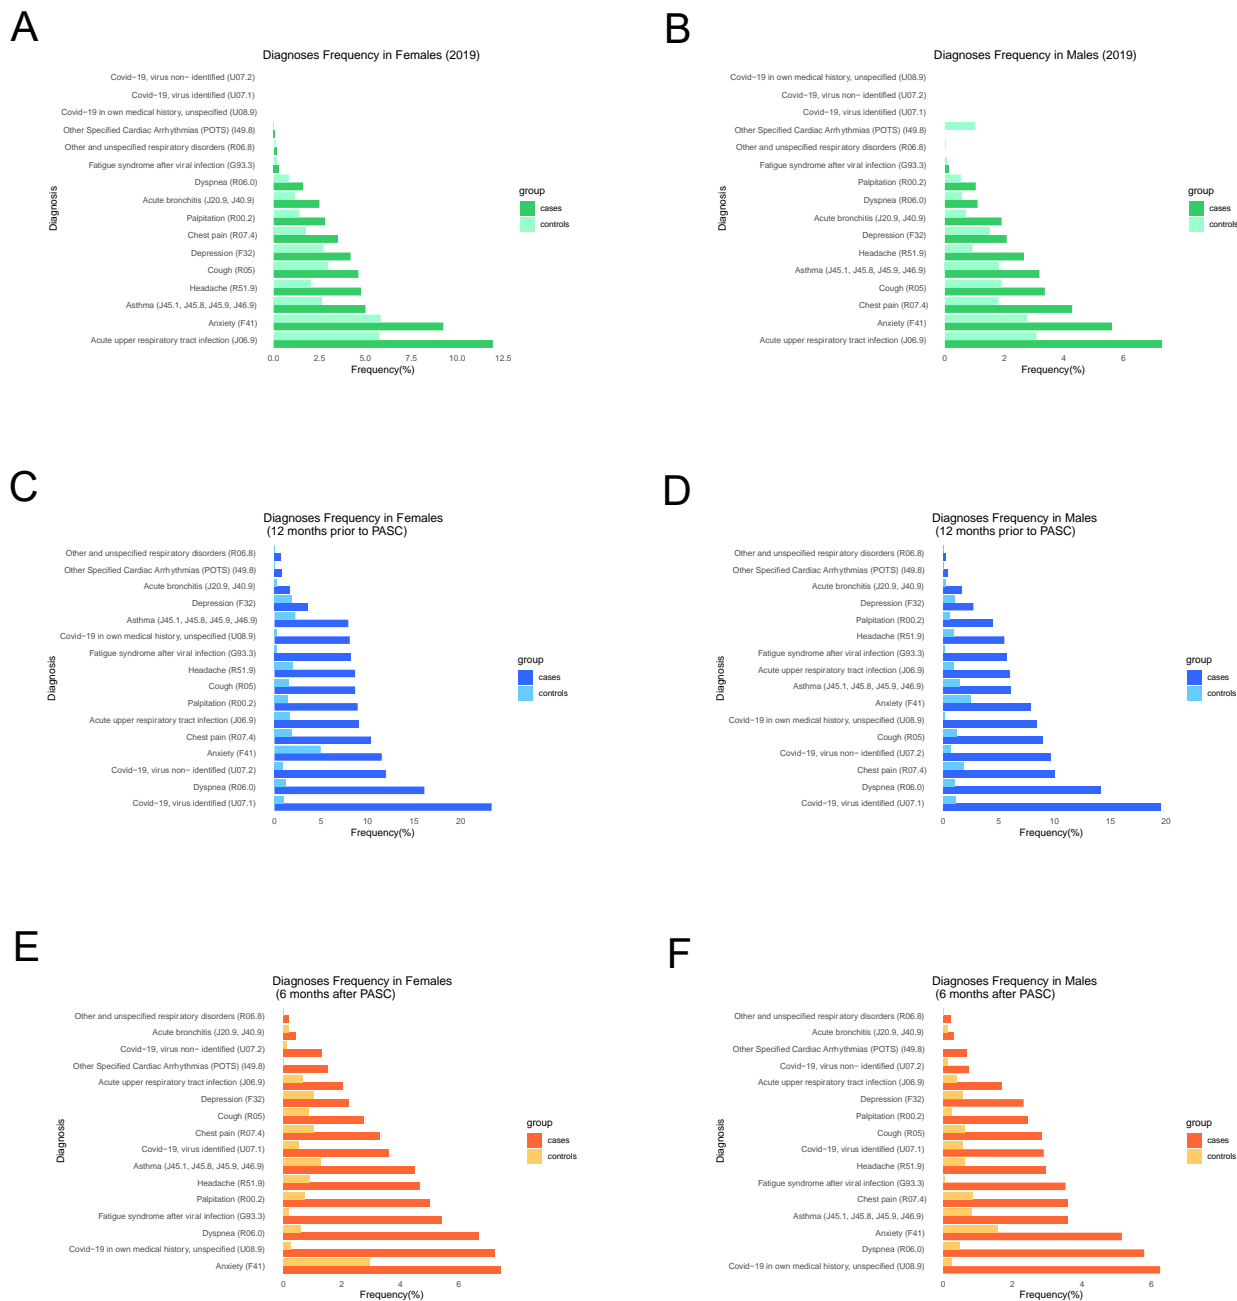 A
Diagnoses Frequency in Females (2019)
Covid−19, virus non− identified (U07.2)
Covid−19, virus identified (U07.1)
Covid−19 in own medical history, unspecified (U08.9)
Other Specified Cardiac Arrhythmias (POTS) (I49.8)
Other and unspecified respiratory disorders (R06.8)
Fatigue syndrome after viral infection (G93.3)
Dyspnea (R06.0)
Acute bronchitis (J20.9, J40.9)
Palpitation (R00.2)
Chest pain (R07.4)
Depression (F32)
Cough (R05)
Headache (R51.9)
Asthma (J45.1, J45.8, J45.9, J46.9)
Anxiety (F41)
Acute upper respiratory tract infection (J06.9)
Diagnosis
0.0 2.5 5.0 7.5 10.0 12.5
Frequency(%)
group
cases
controls
B
Diagnoses Frequency in Males (2019)
Covid−19 in own medical history, unspecified (U08.9)
Covid−19, virus non− identified (U07.2)
Covid−19, virus identified (U07.1)
Other Specified Cardiac Arrhythmias (POTS) (I49.8)
Other and unspecified respiratory disorders (R06.8)
Fatigue syndrome after viral infection (G93.3)
Palpitation (R00.2)
Dyspnea (R06.0)
Acute bronchitis (J20.9, J40.9)
Depression (F32)
Headache (R51.9)
Asthma (J45.1, J45.8, J45.9, J46.9)
Cough (R05)
Chest pain (R07.4)
Anxiety (F41)
Acute upper respiratory tract infection (J06.9)
Diagnosis
0 2 4 6
Frequency(%)
group
cases
controls
C
Diagnoses Frequency in Females
(12 months prior to PASC)
Other and unspecified respiratory disorders (R06.8)
Other Specified Cardiac Arrhythmias (POTS) (I49.8)
Acute bronchitis (J20.9, J40.9)
Depression (F32)
Asthma (J45.1, J45.8, J45.9, J46.9)
Covid−19 in own medical history, unspecified (U08.9)
Fatigue syndrome after viral infection (G93.3)
Headache (R51.9)
Cough (R05)
Palpitation (R00.2)
Acute upper respiratory tract infection (J06.9)
Chest pain (R07.4)
Anxiety (F41)
Covid−19, virus non− identified (U07.2)
Dyspnea (R06.0)
Covid−19, virus identified (U07.1)
Diagnosis
0 5 10 15 20
Frequency(%)
group
cases
controls
D
Diagnoses Frequency in Males
(12 months prior to PASC)
Other and unspecified respiratory disorders (R06.8)
Other Specified Cardiac Arrhythmias (POTS) (I49.8)
Acute bronchitis (J20.9, J40.9)
Depression (F32)
Palpitation (R00.2)
Headache (R51.9)
Fatigue syndrome after viral infection (G93.3)
Acute upper respiratory tract infection (J06.9)
Asthma (J45.1, J45.8, J45.9, J46.9)
Anxiety (F41)
Covid−19 in own medical history, unspecified (U08.9)
Cough (R05)
Covid−19, virus non− identified (U07.2)
Chest pain (R07.4)
Dyspnea (R06.0)
Covid−19, virus identified (U07.1)
Diagnosis
0 5 10 15 20
Frequency(%)
group
cases
controls
E
Diagnoses Frequency in Females
(6 months after PASC)
Other and unspecified respiratory disorders (R06.8)
Acute bronchitis (J20.9, J40.9)
Covid−19, virus non− identified (U07.2)
Other Specified Cardiac Arrhythmias (POTS) (I49.8)
Acute upper respiratory tract infection (J06.9)
Depression (F32)
Cough (R05)
Chest pain (R07.4)
Covid−19, virus identified (U07.1)
Asthma (J45.1, J45.8, J45.9, J46.9)
Headache (R51.9)
Palpitation (R00.2)
Fatigue syndrome after viral infection (G93.3)
Dyspnea (R06.0)
Covid−19 in own medical history, unspecified (U08.9)
Anxiety (F41)
Diagnosis
0 2 4 6
Frequency(%)
group
cases
controls
F
Diagnoses Frequency in Males
(6 months after PASC)
Other and unspecified respiratory disorders (R06.8)
Acute bronchitis (J20.9, J40.9)
Other Specified Cardiac Arrhythmias (POTS) (I49.8)
Covid−19, virus non− identified (U07.2)
Acute upper respiratory tract infection (J06.9)
Depression (F32)
Palpitation (R00.2)
Cough (R05)
Covid−19, virus identified (U07.1)
Headache (R51.9)
Fatigue syndrome after viral infection (G93.3)
Chest pain (R07.4)
Asthma (J45.1, J45.8, J45.9, J46.9)
Anxiety (F41)
Dyspnea (R06.0)
Covid−19 in own medical history, unspecified (U08.9)
Diagnosis
0 2 4 6
Frequency(%)
group
cases
controls